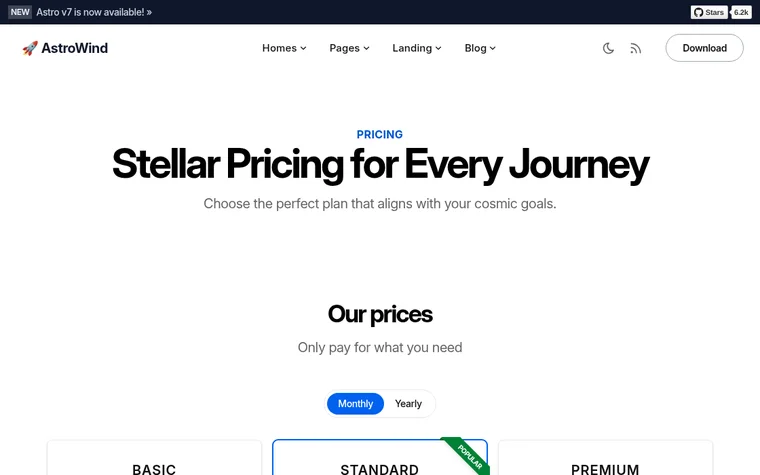 NEW Astro v7 is now available! »
Stars 6.2k
🚀 AstroWind
Homes Pages Landing Blog
Download
PRICING
Stellar Pricing for Every Journey
Choose the perfect plan that aligns with your cosmic goals.
Our prices
Only pay for what you need
Monthly Yearly
BASIC
STANDARD
POPULAR
PREMIUM